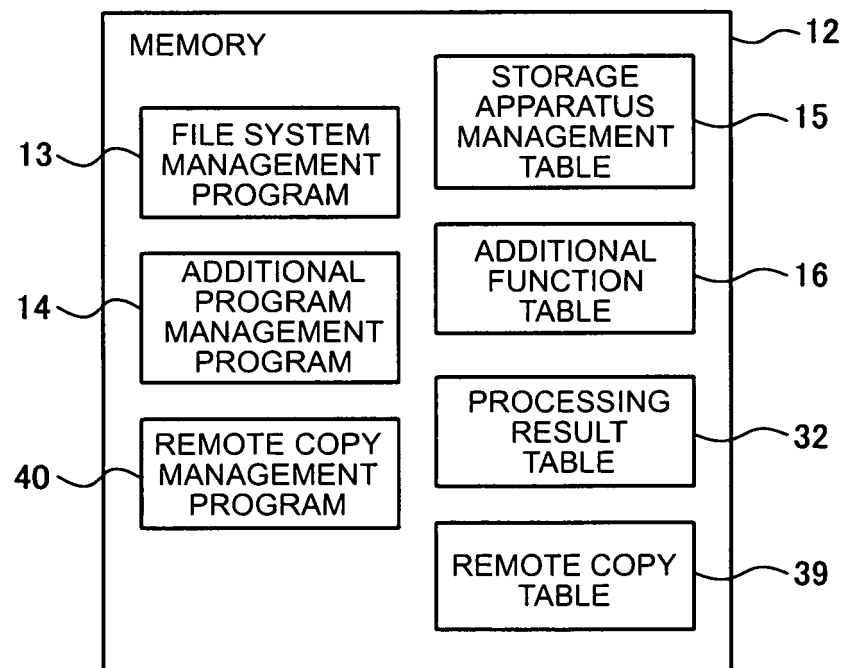 MEMORY
12
FILE SYSTEM
MANAGEMENT
PROGRAM
13
ADDITIONAL
PROGRAM
MANAGEMENT
PROGRAM
14
REMOTE COPY
MANAGEMENT
PROGRAM
40
STORAGE
APPARATUS
MANAGEMENT
TABLE
15
ADDITIONAL
FUNCTION
TABLE
16
PROCESSING
RESULT
TABLE
32
REMOTE COPY
TABLE
39